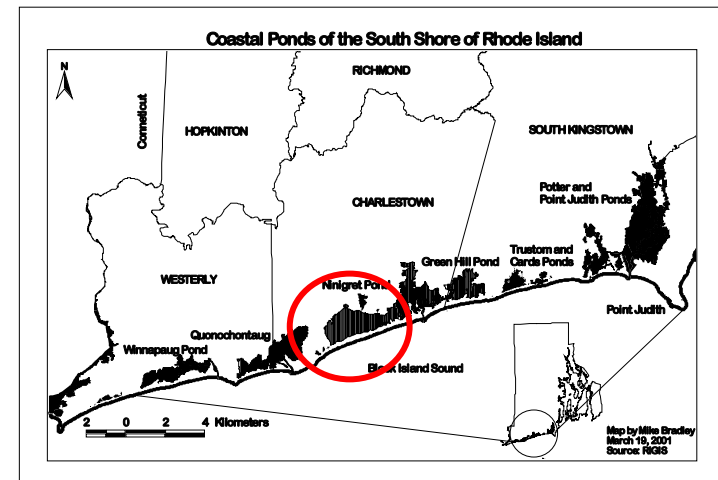 Coastal Ponds of the South Shore of Rhode Island
N
RICHMOND
Conneticut
HOPKINTON
SOUTH KINGSTOWN
Potter and
Point Judith Ponds
CHARLESTOWN
Green Hill Pond
Trustom and
Cards Ponds
WESTERLY
Ninigret Pond
Point Judith
Quonochontaug
Winnapaug Pond
Block Island Sound
2 0 2 4 Kilometers
Map by Mike Bradley
March 19, 2001
Source: RIGIS